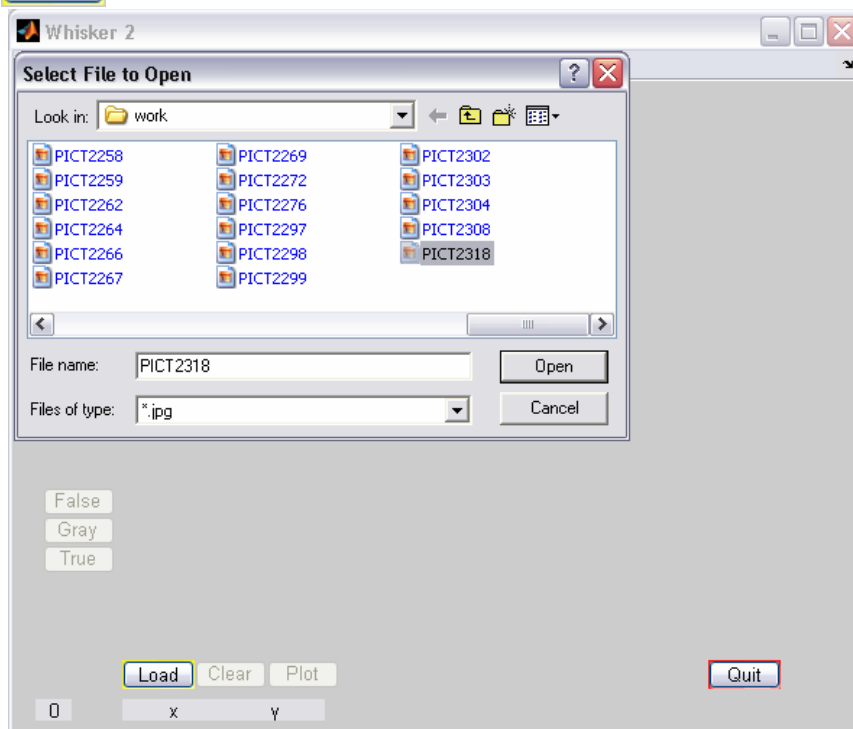 Whisker 2
Select File to Open
Look in: work
PICT2258 PICT2269 PICT2302
PICT2259 PICT2272 PICT2303
PICT2262 PICT2276 PICT2304
PICT2264 PICT2297 PICT2308
PICT2266 PICT2298 PICT2318
PICT2267 PICT2299
File name: PICT2318 Open
Files of type: *.jpg Cancel
False
Gray
True
Load Clear Plot Quit
0 x y